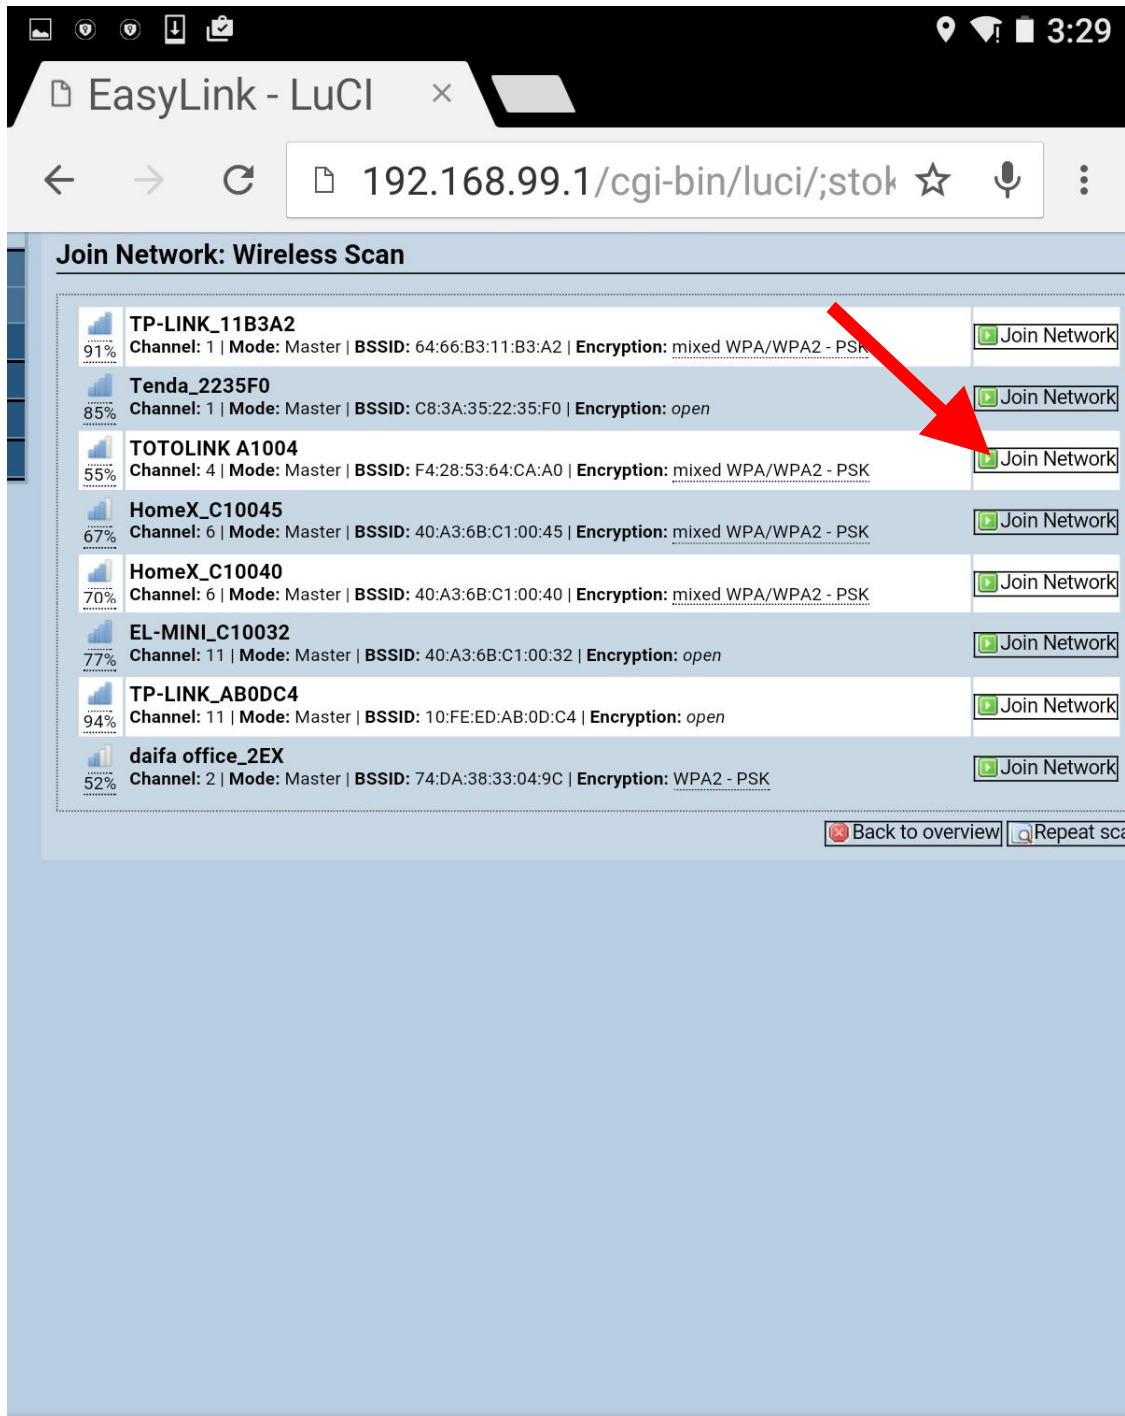 3:29
EasyLink - LuCI
192.168.99.1/cgi-bin/luci/;stok
Join Network: Wireless Scan
TP-LINK_11B3A2
91% Channel: 1 | Mode: Master | BSSID: 64:66:B3:11:B3:A2 | Encryption: mixed WPA/WPA2 - PSK
Join Network
Tenda_2235F0
85% Channel: 1 | Mode: Master | BSSID: C8:3A:35:22:35:F0 | Encryption: open
Join Network
TOTOLINK A1004
55% Channel: 4 | Mode: Master | BSSID: F4:28:53:64:CA:A0 | Encryption: mixed WPA/WPA2 - PSK
Join Network
HomeX_C10045
67% Channel: 6 | Mode: Master | BSSID: 40:A3:6B:C1:00:45 | Encryption: mixed WPA/WPA2 - PSK
Join Network
HomeX_C10040
70% Channel: 6 | Mode: Master | BSSID: 40:A3:6B:C1:00:40 | Encryption: mixed WPA/WPA2 - PSK
Join Network
EL-MINI_C10032
77% Channel: 11 | Mode: Master | BSSID: 40:A3:6B:C1:00:32 | Encryption: open
Join Network
TP-LINK_AB0DC4
94% Channel: 11 | Mode: Master | BSSID: 10:FE:ED:AB:0D:C4 | Encryption: open
Join Network
daifa office_2EX
52% Channel: 2 | Mode: Master | BSSID: 74:DA:38:33:04:9C | Encryption: WPA2 - PSK
Join Network
Back to overview Repeat sca